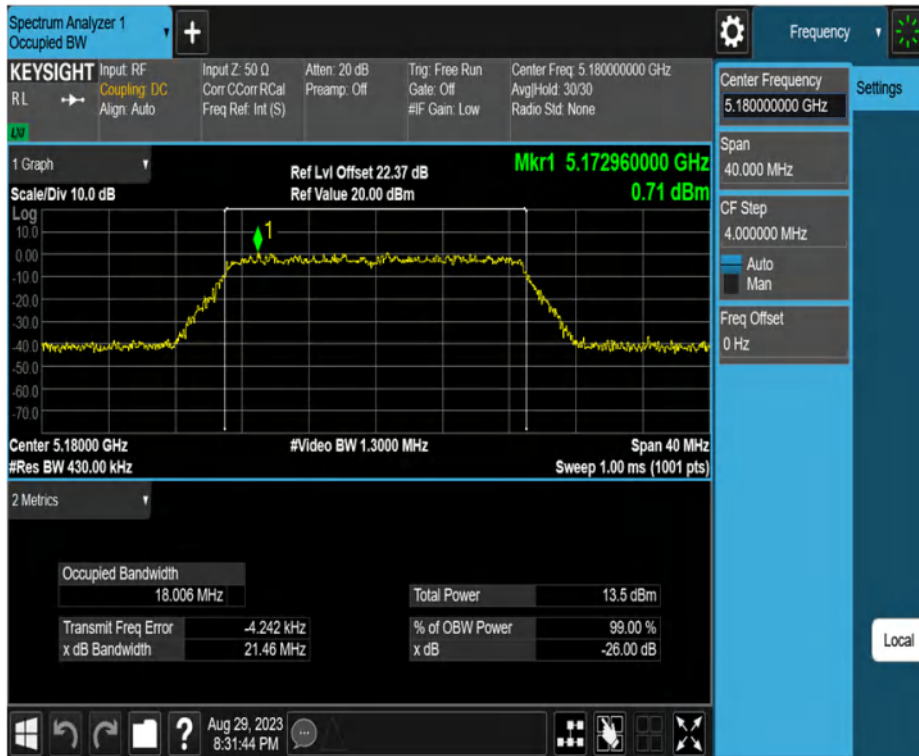 Spectrum Analyzer 1
Occupied BW
+
Frequency
KEYSIGHT
RL
LXI
Input: RF
Coupling: DC
Align: Auto
Input Z: 50 Ω
Corr CCorr RCal
Freq Ref: Int (S)
Atten: 20 dB
Preamp: Off
Trig: Free Run
Gate: Off
#IF Gain: Low
Center Freq: 5.180000000 GHz
Avg|Hold: 30/30
Radio Std: None
Center Frequency
5.180000000 GHz
Settings
Span
40.000 MHz
CF Step
4.000000 MHz
Auto
Man
Freq Offset
0 Hz
Local
1 Graph
Scale/Div 10.0 dB
Ref Lvl Offset 22.37 dB
Ref Value 20.00 dBm
Mkr1 5.172960000 GHz
0.71 dBm
Log
10.0
0.00
-10.0
-20.0
-30.0
-40.0
-50.0
-60.0
-70.0
1
Center 5.18000 GHz
#Res BW 430.00 kHz
#Video BW 1.3000 MHz
Span 40 MHz
Sweep 1.00 ms (1001 pts)
2 Metrics
Occupied Bandwidth
18.006 MHz
Transmit Freq Error -4.242 kHz
x dB Bandwidth 21.46 MHz
Total Power 13.5 dBm
% of OBW Power 99.00 %
x dB -26.00 dB
?
Aug 29, 2023
8:31:44 PM